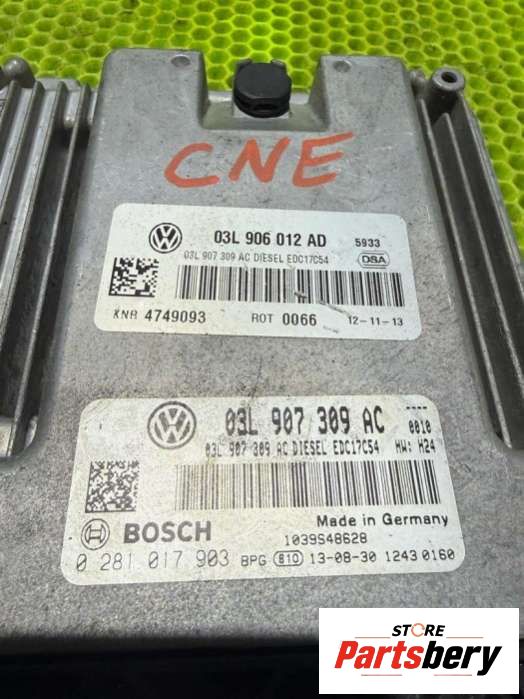 CNE
03L 906 012 AD 5933
03L 907 309 AC DIESEL EDC17C54 DSA
KNR 4749093 ROT 0066 12-11-13
03L 907 309 AC ----
0010
03L 907 309 AC DIESEL EDC17C54 HW: H24
Made in Germany
BOSCH 1039S48628
0 281 017 903 BPG 810 13-08-30 1243 0160
STORE
Partsbery